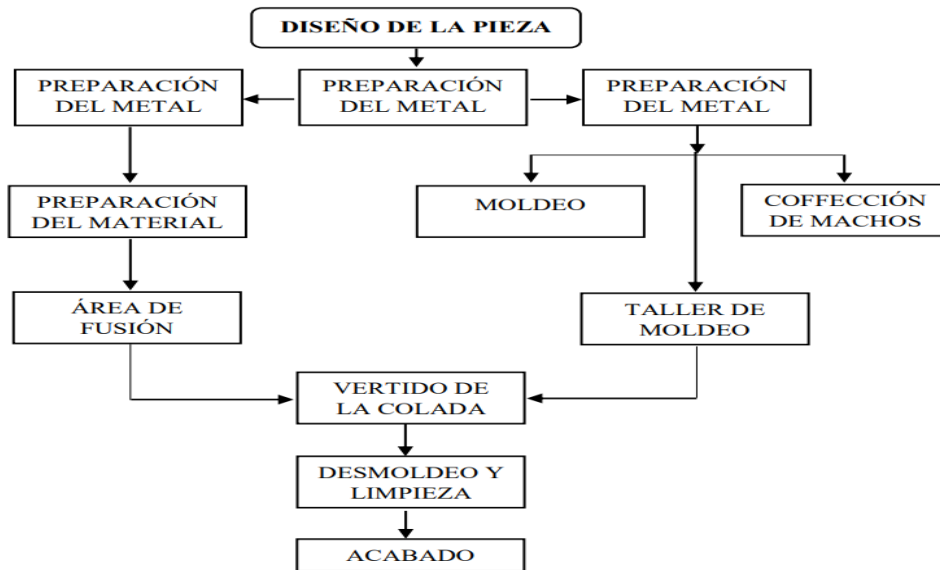 DISEÑO DE LA PIEZA
PREPARACIÓN
DEL METAL
PREPARACIÓN
DEL METAL
PREPARACIÓN
DEL METAL
PREPARACIÓN
DEL MATERIAL
MOLDEO
COFFECCIÓN
DE MACHOS
ÁREA DE
FUSIÓN
TALLER DE
MOLDEO
VERTIDO DE
LA COLADA
DESMOLDEO Y
LIMPIEZA
ACABADO